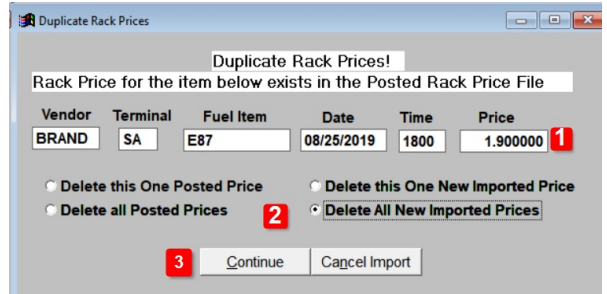 Duplicate Rack Prices
Duplicate Rack Prices!
Rack Price for the item below exists in the Posted Rack Price File
Vendor Terminal Fuel Item Date Time Price
BRAND SA E87 08/25/2019 1800 1.900000 1
Delete this One Posted Price Delete this One New Imported Price
Delete all Posted Prices 2 Delete All New Imported Prices
3 Continue Cancel Import